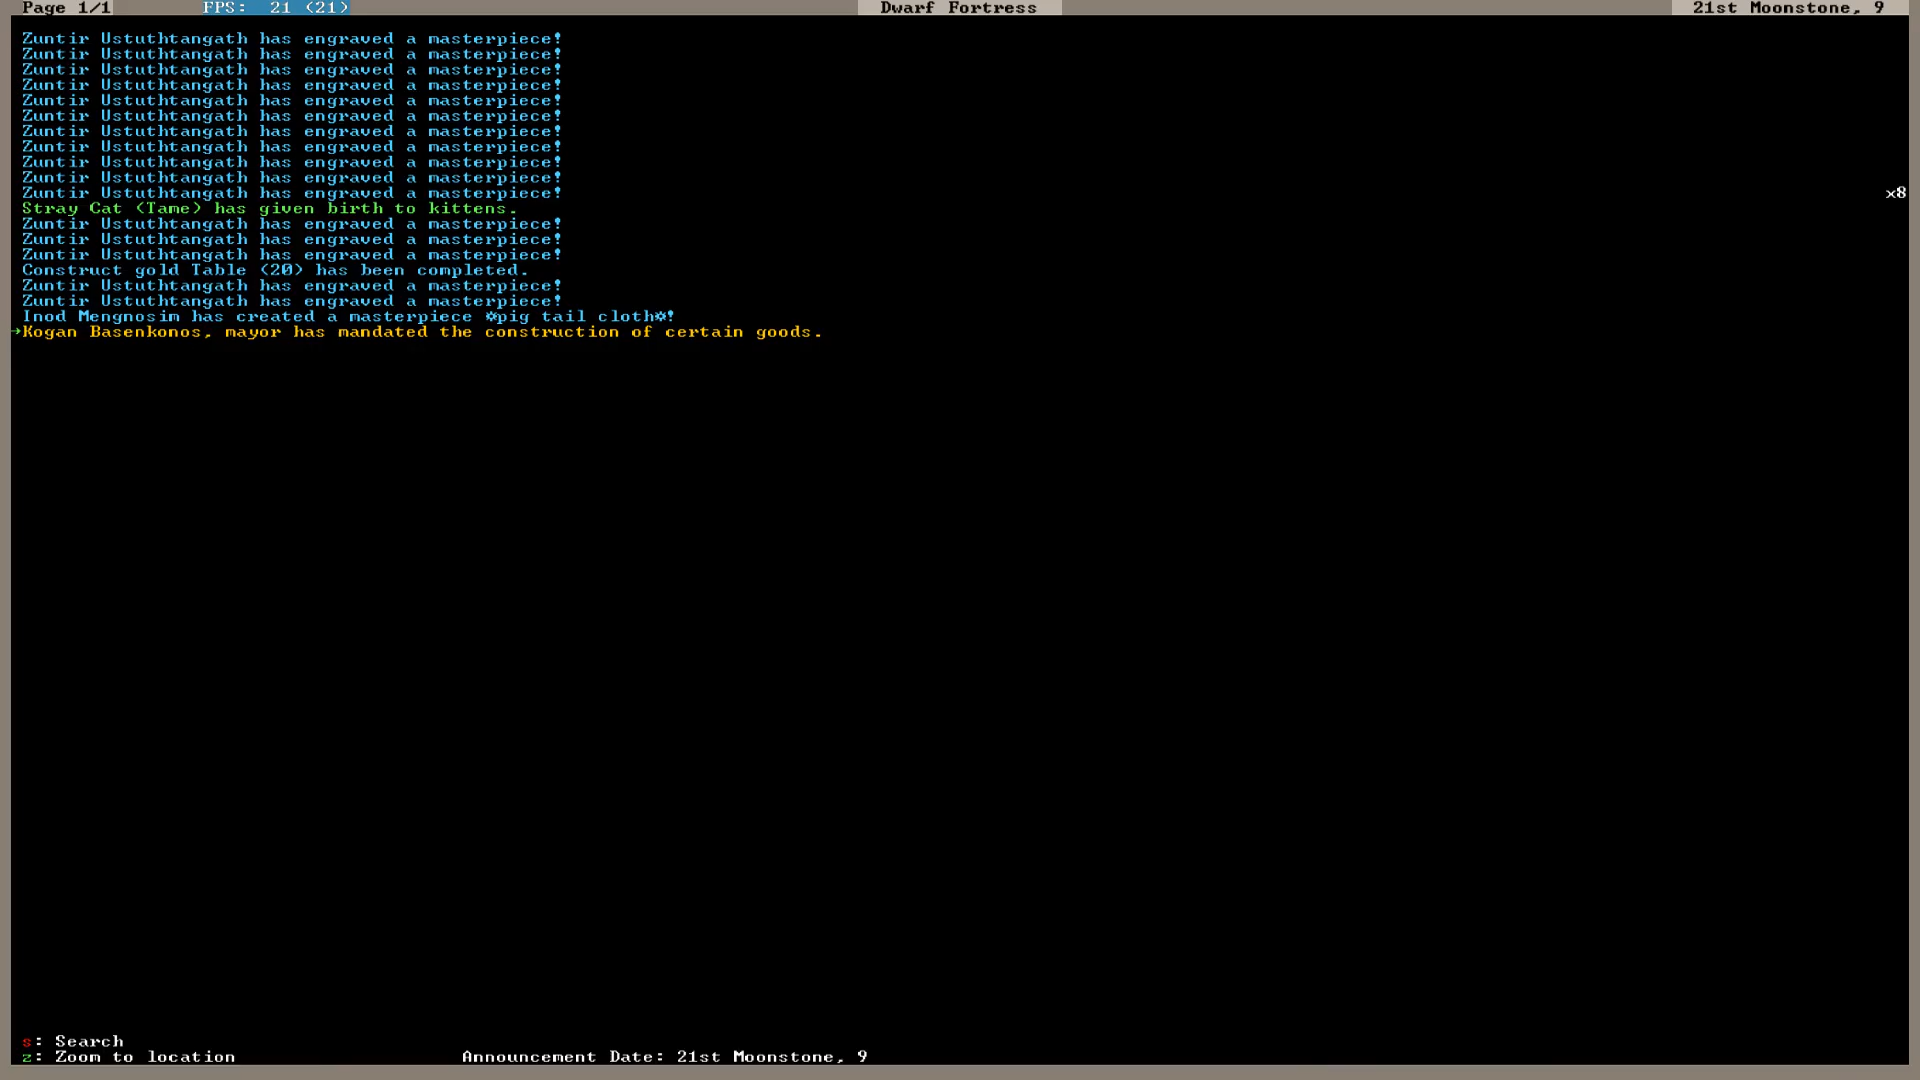 Page 1/1 FPS: 21 (21) Dwarf Fortress 21st Moonstone, 9
Zuntir Ustuthtangath has engraved a masterpiece!
Zuntir Ustuthtangath has engraved a masterpiece!
Zuntir Ustuthtangath has engraved a masterpiece!
Zuntir Ustuthtangath has engraved a masterpiece!
Zuntir Ustuthtangath has engraved a masterpiece!
Zuntir Ustuthtangath has engraved a masterpiece!
Zuntir Ustuthtangath has engraved a masterpiece!
Zuntir Ustuthtangath has engraved a masterpiece!
Zuntir Ustuthtangath has engraved a masterpiece!
Zuntir Ustuthtangath has engraved a masterpiece!
Zuntir Ustuthtangath has engraved a masterpiece! x8
Stray Cat (Tame) has given birth to kittens.
Zuntir Ustuthtangath has engraved a masterpiece!
Zuntir Ustuthtangath has engraved a masterpiece!
Zuntir Ustuthtangath has engraved a masterpiece!
Construct gold Table (20) has been completed.
Zuntir Ustuthtangath has engraved a masterpiece!
Zuntir Ustuthtangath has engraved a masterpiece!
Inod Mengnosim has created a masterpiece ☼pig tail cloth☼!
→Kogan Basenkonos, mayor has mandated the construction of certain goods.
s: Search
z: Zoom to location Announcement Date: 21st Moonstone, 9